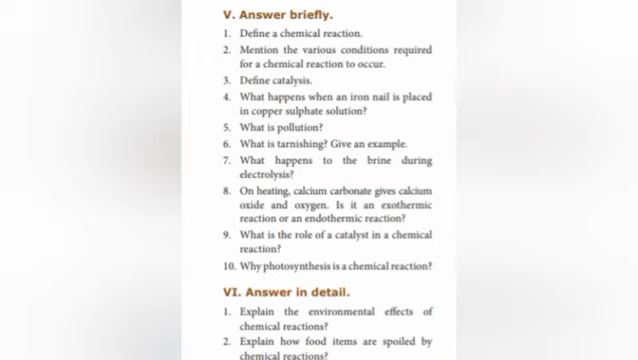 V. Answer briefly.
1. Define a chemical reaction.
2. Mention the various conditions required
for a chemical reaction to occur.
3. Define catalysis.
4. What happens when an iron nail is placed
in copper sulphate solution?
5. What is pollution?
6. What is tarnishing? Give an example.
7. What happens to the brine during
electrolysis?
8. On heating, calcium carbonate gives calcium
oxide and oxygen. Is it an exothermic
reaction or an endothermic reaction?
9. What is the role of a catalyst in a chemical
reaction?
10. Why photosynthesis is a chemical reaction?
VI. Answer in detail.
1. Explain the environmental effects of
chemical reactions?
2. Explain how food items are spoiled by
chemical reactions?